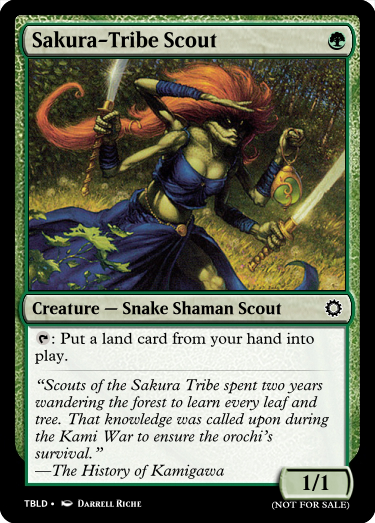 Sakura-Tribe Scout
Creature — Snake Shaman Scout
: Put a land card from your hand into
play.
“Scouts of the Sakura Tribe spent two years
wandering the forest to learn every leaf and
tree. That knowledge was called upon during
the Kami War to ensure the orochi’s
survival.”
—The History of Kamigawa
1/1
TBLD • Darrell Riche
(NOT FOR SALE)